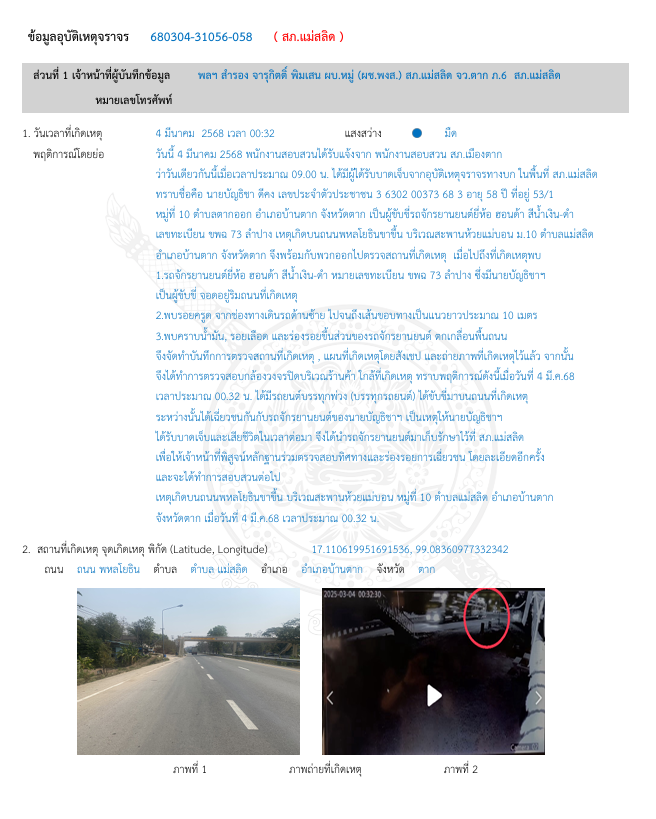 ข้อมูลอุบัติเหตุจราจร 680304-31056-058 ( สภ.แม่สลิด )
ส่วนที่ 1 เจ้าหน้าที่ผู้บันทึกข้อมูล พลฯ สำรอง จารุกิตติ์ พิมเสน ผบ.หมู่ (ผช.พงส.) สภ.แม่สลิด จว.ตาก ภ.6 สภ.แม่สลิด
หมายเลขโทรศัพท์
1. วันเวลาที่เกิดเหตุ 4 มีนาคม 2568 เวลา 00:32 แสงสว่าง มืด
พฤติการณ์โดยย่อ วันนี้ 4 มีนาคม 2568 พนักงานสอบสวนได้รับแจ้งจาก พนักงานสอบสวน สภ.เมืองตาก
ว่าวันเดียวกันนี้เมื่อเวลาประมาณ 09.00 น. ได้มีผู้ได้รับบาดเจ็บจากอุบัติเหตุจราจรทางบก ในพื้นที่ สภ.แม่สลิด
ทราบชื่อคือ นายบัญธิชา ดีคง เลขประจำตัวประชาชน 3 6302 00373 68 3 อายุ 58 ปี ที่อยู่ 53/1
หมู่ที่ 10 ตำบลตากออก อำเภอบ้านตาก จังหวัดตาก เป็นผู้ขับขี่รถจักรยานยนต์ยี่ห้อ ฮอนด้า สีน้ำเงิน-ดำ
เลขทะเบียน ขพฉ 73 ลำปาง เหตุเกิดบนถนนพหลโยธินขาขึ้น บริเวณสะพานห้วยแม่บอน ม.10 ตำบลแม่สลิด
อำเภอบ้านตาก จังหวัดตาก จึงพร้อมกับพวกออกไปตรวจสถานที่เกิดเหตุ เมื่อไปถึงที่เกิดเหตุพบ
1.รถจักรยานยนต์ยี่ห้อ ฮอนด้า สีน้ำเงิน-ดำ หมายเลขทะเบียน ขพฉ 73 ลำปาง ซึ่งมีนายบัญธิชาฯ
เป็นผู้ขับขี่ จอดอยู่ริมถนนที่เกิดเหตุ
2.พบรอยครูด จากช่องทางเดินรถด้านซ้าย ไปจนถึงเส้นขอบทางเป็นแนวยาวประมาณ 10 เมตร
3.พบคราบน้ำมัน, รอยเลือด และร่องรอยชิ้นส่วนของรถจักรยานยนต์ ตกเกลื่อนพื้นถนน
จึงจัดทำบันทึกการตรวจสถานที่เกิดเหตุ , แผนที่เกิดเหตุโดยสังเขป และถ่ายภาพที่เกิดเหตุไว้แล้ว จากนั้น
จึงได้ทำการตรวจสอบกล้องวงจรปิดบริเวณร้านค้า ใกล้ที่เกิดเหตุ ทราบพฤติการณ์ดังนี้เมื่อวันที่ 4 มี.ค.68
เวลาประมาณ 00.32 น. ได้มีรถยนต์บรรทุกพ่วง (บรรทุกรถยนต์) ได้ขับขี่มาบนถนนที่เกิดเหตุ
ระหว่างนั้นได้เฉี่ยวชนกันกับรถจักรยานยนต์ของนายบัญธิชาฯ เป็นเหตุให้นายบัญธิชาฯ
ได้รับบาดเจ็บและเสียชีวิตในเวลาต่อมา จึงได้นำรถจักรยานยนต์มาเก็บรักษาไว้ที่ สภ.แม่สลิด
เพื่อให้เจ้าหน้าที่พิสูจน์หลักฐานร่วมตรวจสอบทิศทางและร่องรอยการเฉี่ยวชน โดยละเอียดอีกครั้ง
และจะได้ทำการสอบสวนต่อไป
เหตุเกิดบนถนนพหลโยธินขาขึ้น บริเวณสะพานห้วยแม่บอน หมู่ที่ 10 ตำบลแม่สลิด อำเภอบ้านตาก
จังหวัดตาก เมื่อวันที่ 4 มี.ค.68 เวลาประมาณ 00.32 น.
2. สถานที่เกิดเหตุ จุดเกิดเหตุ พิกัด (Latitude, Longitude) 17.110619951691536, 99.08360977332342
ถนน ถนน พหลโยธิน ตำบล ตำบล แม่สลิด อำเภอ อำเภอบ้านตาก จังหวัด ตาก
2025-03-04 00:32:30
ภาพที่ 1 ภาพถ่ายที่เกิดเหตุ ภาพที่ 2